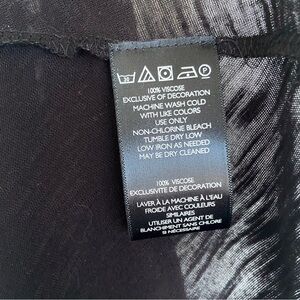 100% VISCOSE
EXCLUSIVE OF DECORATION
MACHINE WASH COLD
WITH LIKE COLORS
USE ONLY
NON-CHLORINE BLEACH
TUMBLE DRY LOW
LOW IRON AS NEEDED
MAY BE DRY CLEANED
100% VISCOSE
EXCLUSIVITE DE DECORATION
LAVER À LA MACHINE À L'EAU
FROIDE AVEC COULEURS
SIMILAIRES
UTILISER UN AGENT DE
BLANCHIMENT SANS CHLORE
SI NÉCESSAIRE